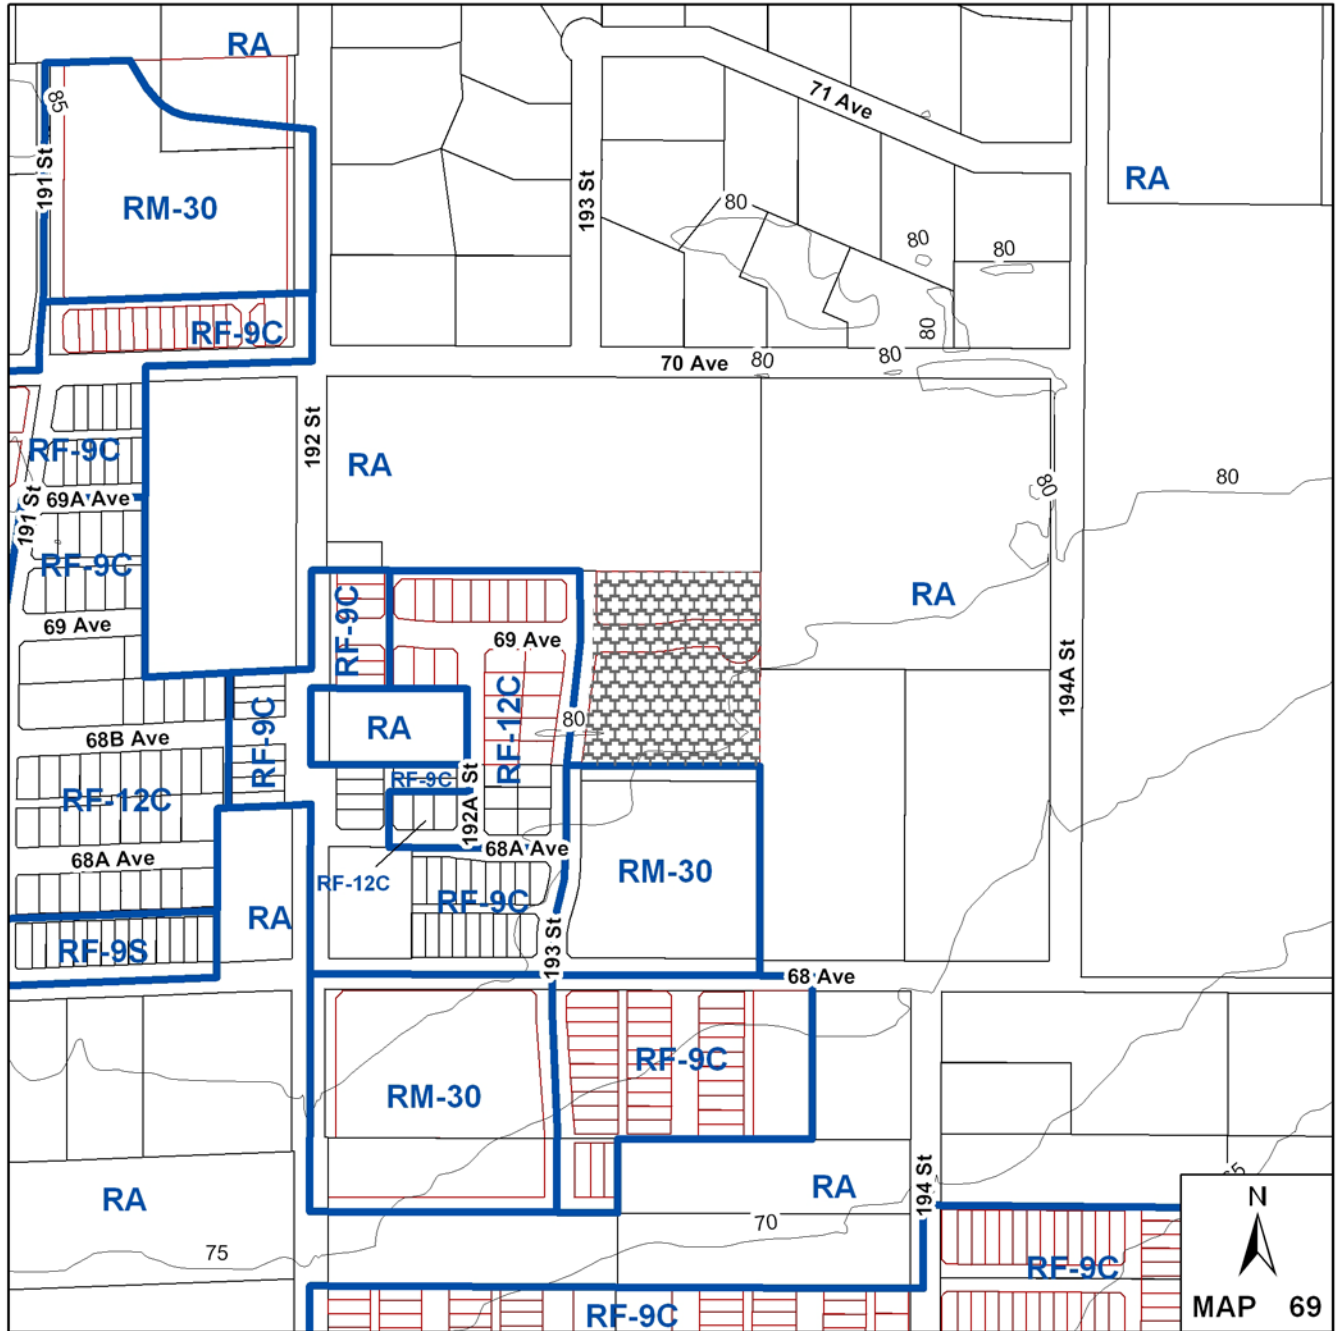 RA
85
71 Ave
191 St
RM-30
193 St
RA
80
80
80
RF-9C
80
70 Ave
80
80
192 St
RF-9C
RA
80
80
69A Ave
191 St
RF-9C
RF-9C
RA
69 Ave
69 Ave
194A St
RF-9C
RF-12C
RA
80
68B Ave
RF-9C
192A St
RF-12C
68A Ave
68A Ave
RM-30
RF-12C
RF-9C
RA
193 St
RF-9S
68 Ave
RF-9C
RM-30
194 St
RA
RA
N
70
75
RF-9C
RF-9C
MAP 69